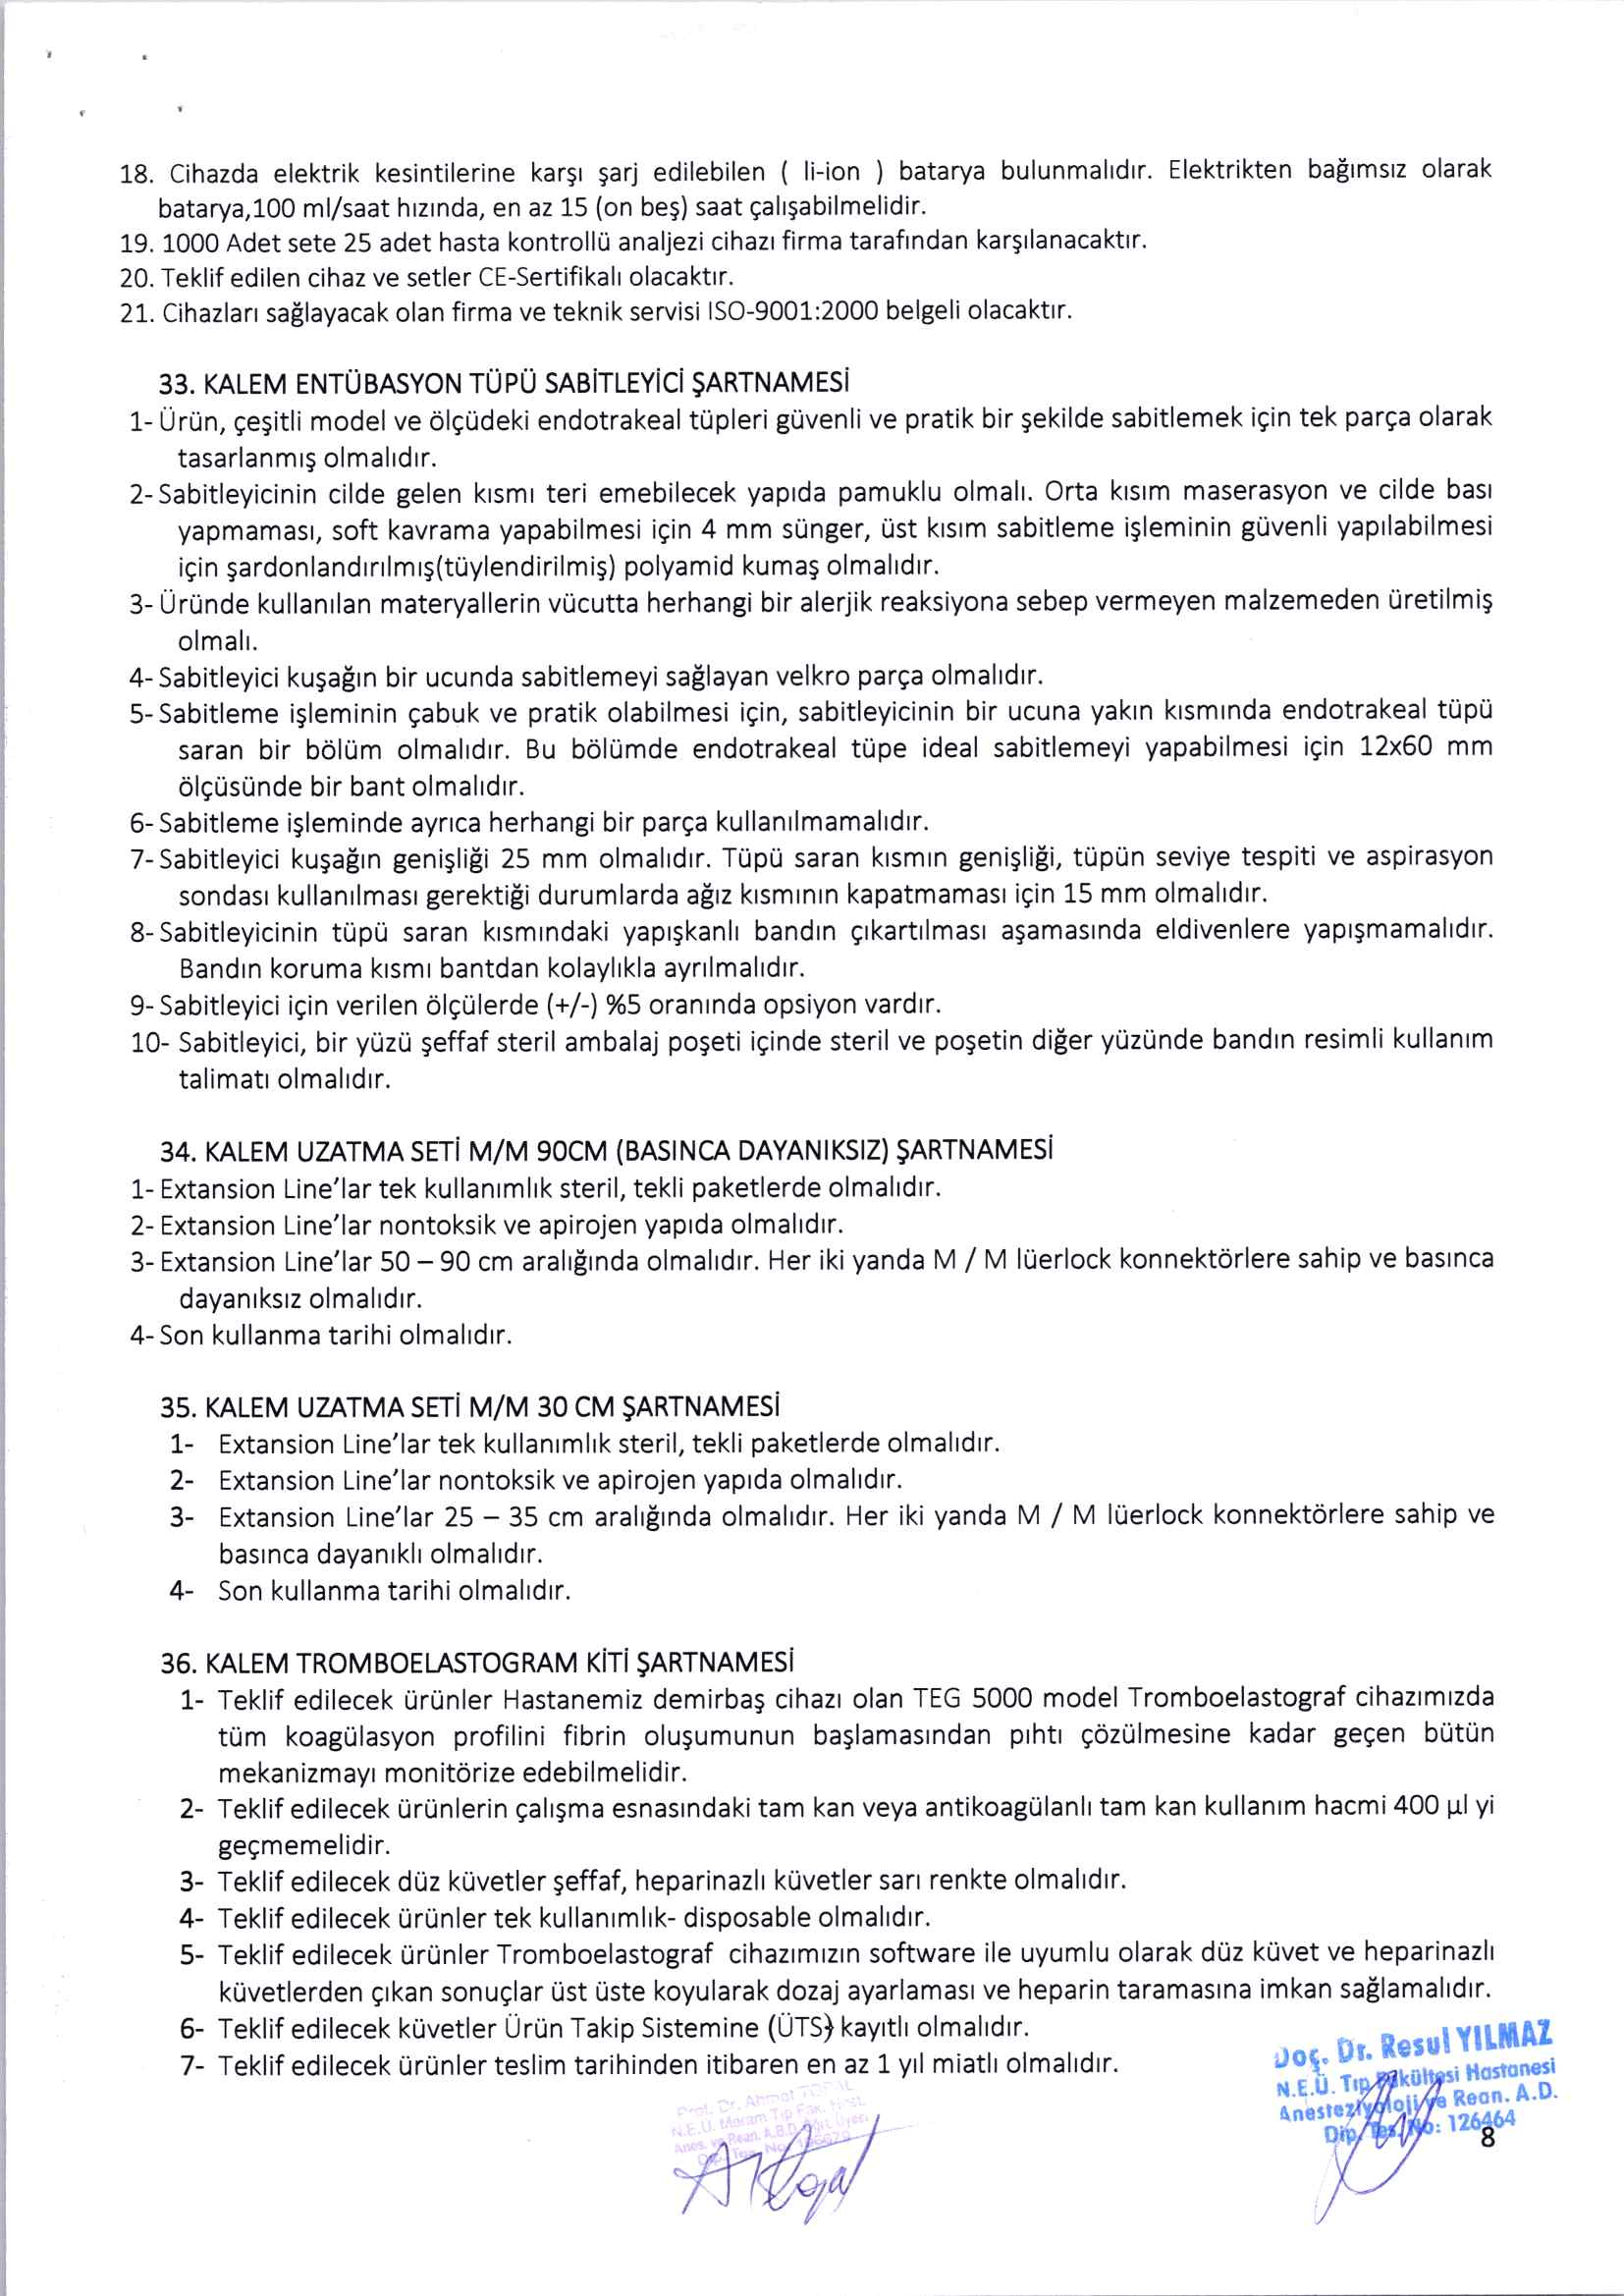 18. Cihazda elektrik kesintilerine karşı şarj edilebilen ( li-ion ) batarya bulunmalıdır. Elektrikten bağımsız olarak
batarya,100 ml/saat hızında, en az 15 (on beş) saat çalışabilmelidir.
19. 1000 Adet sete 25 adet hasta kontrollü analjezi cihazı firma tarafından karşılanacaktır.
20. Teklif edilen cihaz ve setler CE-Sertifikalı olacaktır.
21. Cihazları sağlayacak olan firma ve teknik servisi ISO-9001:2000 belgeli olacaktır.
33. KALEM ENTÜBASYON TÜPÜ SABİTLEYİCİ ŞARTNAMESİ
1- Ürün, çeşitli model ve ölçüdeki endotrakeal tüpleri güvenli ve pratik bir şekilde sabitlemek için tek parça olarak
tasarlanmış olmalıdır.
2- Sabitleyicinin cilde gelen kısmı teri emebilecek yapıda pamuklu olmalı. Orta kısım maserasyon ve cilde bası
yapmaması, soft kavrama yapabilmesi için 4 mm sünger, üst kısım sabitleme işleminin güvenli yapılabilmesi
için şardonlandırılmış(tüylendirilmiş) polyamid kumaş olmalıdır.
3- Üründe kullanılan materyallerin vücutta herhangi bir alerjik reaksiyona sebep vermeyen malzemeden üretilmiş
olmalı.
4- Sabitleyici kuşağın bir ucunda sabitlemeyi sağlayan velkro parça olmalıdır.
5- Sabitleme işleminin çabuk ve pratik olabilmesi için, sabitleyicinin bir ucuna yakın kısmında endotrakeal tüpü
saran bir bölüm olmalıdır. Bu bölümde endotrakeal tüpe ideal sabitlemeyi yapabilmesi için 12x60 mm
ölçüsünde bir bant olmalıdır.
6- Sabitleme işleminde ayrıca herhangi bir parça kullanılmamalıdır.
7- Sabitleyici kuşağın genişliği 25 mm olmalıdır. Tüpü saran kısmın genişliği, tüpün seviye tespiti ve aspirasyon
sondası kullanılması gerektiği durumlarda ağız kısmının kapatmaması için 15 mm olmalıdır.
8- Sabitleyicinin tüpü saran kısmındaki yapışkanlı bandın çıkartılması aşamasında eldivenlere yapışmamalıdır.
Bandın koruma kısmı bantdan kolaylıkla ayrılmalıdır.
9- Sabitleyici için verilen ölçülerde (+/-) %5 oranında opsiyon vardır.
10- Sabitleyici, bir yüzü şeffaf steril ambalaj poşeti içinde steril ve poşetin diğer yüzünde bandın resimli kullanım
talimatı olmalıdır.
34. KALEM UZATMA SETİ M/M 90CM (BASINCA DAYANIKSIZ) ŞARTNAMESİ
1- Extansion Line’lar tek kullanımlık steril, tekli paketlerde olmalıdır.
2- Extansion Line’lar nontoksik ve apirojen yapıda olmalıdır.
3- Extansion Line’lar 50 – 90 cm aralığında olmalıdır. Her iki yanda M / M lüerlock konnektörlere sahip ve basınca
dayanıksız olmalıdır.
4- Son kullanma tarihi olmalıdır.
35. KALEM UZATMA SETİ M/M 30 CM ŞARTNAMESİ
1- Extansion Line’lar tek kullanımlık steril, tekli paketlerde olmalıdır.
2- Extansion Line’lar nontoksik ve apirojen yapıda olmalıdır.
3- Extansion Line’lar 25 – 35 cm aralığında olmalıdır. Her iki yanda M / M lüerlock konnektörlere sahip ve
basınca dayanıklı olmalıdır.
4- Son kullanma tarihi olmalıdır.
36. KALEM TROMBOELASTOGRAM KİTİ ŞARTNAMESİ
1- Teklif edilecek ürünler Hastanemiz demirbaş cihazı olan TEG 5000 model Tromboelastograf cihazımızda
tüm koagülasyon profilini fibrin oluşumunun başlamasından pıhtı çözülmesine kadar geçen bütün
mekanizmayı monitörize edebilmelidir.
2- Teklif edilecek ürünlerin çalışma esnasındaki tam kan veya antikoagülanlı tam kan kullanım hacmi 400 µl yi
geçmemelidir.
3- Teklif edilecek düz küvetler şeffaf, heparinazlı küvetler sarı renkte olmalıdır.
4- Teklif edilecek ürünler tek kullanımlık- disposable olmalıdır.
5- Teklif edilecek ürünler Tromboelastograf cihazımızın software ile uyumlu olarak düz küvet ve heparinazlı
küvetlerden çıkan sonuçlar üst üste koyularak dozaj ayarlaması ve heparin taramasına imkan sağlamalıdır.
6- Teklif edilecek küvetler Ürün Takip Sistemine (ÜTS) kayıtlı olmalıdır.
7- Teklif edilecek ürünler teslim tarihinden itibaren en az 1 yıl miatlı olmalıdır.
Doç. Dr. Resul YILMAZ
N.E.Ü. Tıp Fakültesi Hastanesi
Anesteziyoloji ve Rean. A.D.
Dip. Tes. No: 126464
Prof. Dr. Ahmet TOPAL
N.E.Ü. Meram Tıp Fak. Hast.
Anes. ve Rean. A.B.D.
8